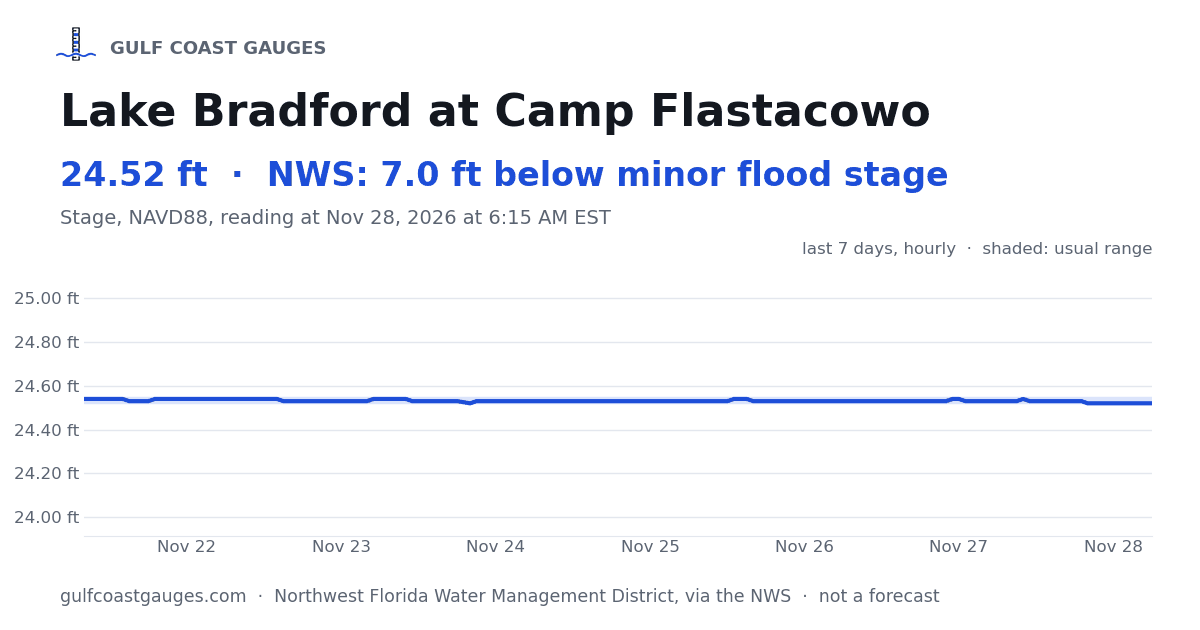 GULF COAST GAUGES
Lake Bradford at Camp Flastacowo
24.52 ft · NWS: 7.0 ft below minor flood stage
Stage, NAVD88, reading at Nov 28, 2026 at 6:15 AM EST
last 7 days, hourly · shaded: usual range
25.00 ft
24.80 ft
24.60 ft
24.40 ft
24.20 ft
24.00 ft
Nov 22 Nov 23 Nov 24 Nov 25 Nov 26 Nov 27 Nov 28
gulfcoastgauges.com · Northwest Florida Water Management District, via the NWS · not a forecast